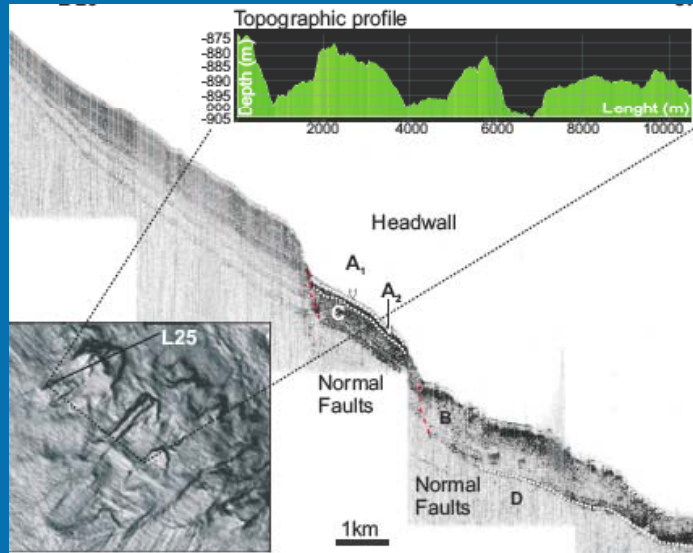 Topographic profile
-875
-880
-885
-890
-895
-900
-905
Depth (m)
Lenght (m)
2000 4000 6000 8000 10000
Headwall
A1
A2
C
L25
Normal
Faults
B
Normal
Faults
D
1km